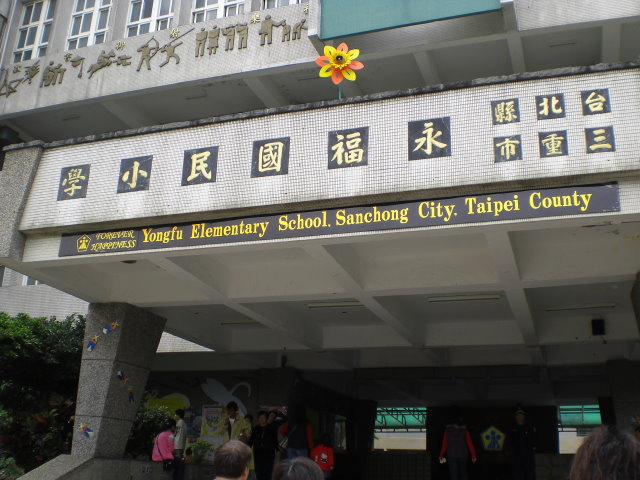 台北縣
三重市
永福國民小學
FOREVER HAPPINESS
Yongfu Elementary School, Sanchong City, Taipei County